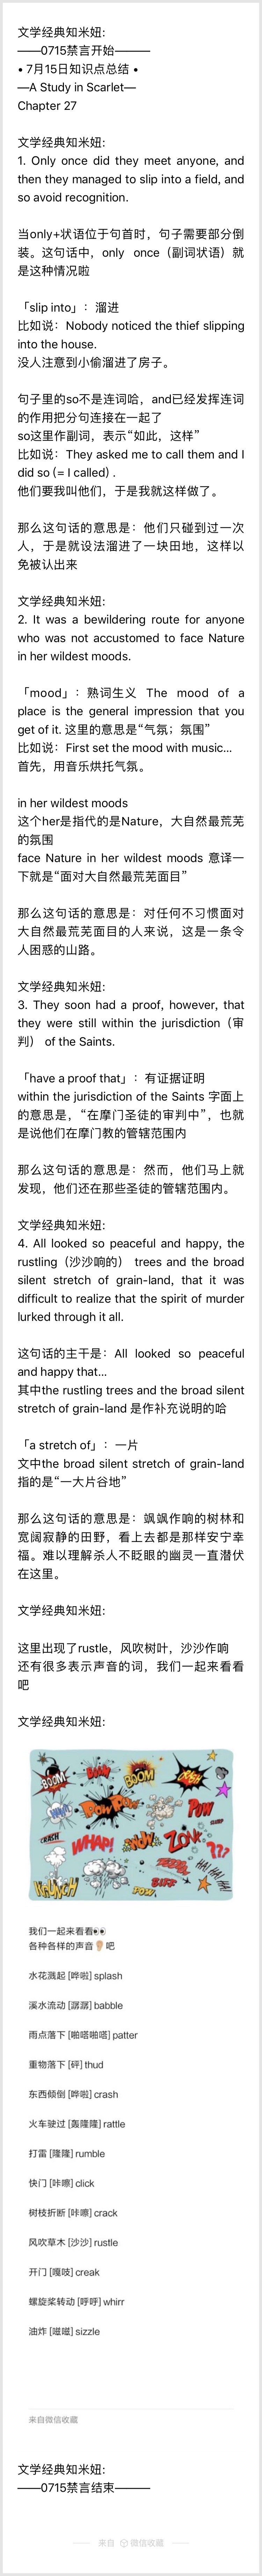 文学经典知米妞:
——0715禁言开始———
• 7月15日知识点总结 •
—A Study in Scarlet—
Chapter 27
文学经典知米妞:
1. Only once did they meet anyone, and
then they managed to slip into a field, and
so avoid recognition.
当only+状语位于句首时，句子需要部分倒
装。这句话中，only once（副词状语）就
是这种情况啦
「slip into」：溜进
比如说：Nobody noticed the thief slipping
into the house.
没人注意到小偷溜进了房子。
句子里的so不是连词哈，and已经发挥连词
的作用把分句连接在一起了
so这里作副词，表示“如此，这样”
比如说：They asked me to call them and I
did so (= I called) .
他们要我叫他们，于是我就这样做了。
那么这句话的意思是：他们只碰到过一次
人，于是就设法溜进了一块田地，这样以
免被认出来
文学经典知米妞:
2. It was a bewildering route for anyone
who was not accustomed to face Nature
in her wildest moods.
「mood」：熟词生义 The mood of a
place is the general impression that you
get of it. 这里的意思是“气氛；氛围”
比如说：First set the mood with music...
首先，用音乐烘托气氛。
in her wildest moods
这个her是指代的是Nature，大自然最荒芜
的氛围
face Nature in her wildest moods 意译一
下就是“面对大自然最荒芜面目”
那么这句话的意思是：对任何不习惯面对
大自然最荒芜面目的人来说，这是一条令
人困惑的山路。
文学经典知米妞:
3. They soon had a proof, however, that
they were still within the jurisdiction（审
判） of the Saints.
「have a proof that」：有证据证明
within the jurisdiction of the Saints 字面上
的意思是，“在摩门圣徒的审判中”，也就
是说他们在摩门教的管辖范围内
那么这句话的意思是：然而，他们马上就
发现，他们还在那些圣徒的管辖范围内。
文学经典知米妞:
4. All looked so peaceful and happy, the
rustling（沙沙响的） trees and the broad
silent stretch of grain-land, that it was
difficult to realize that the spirit of murder
lurked through it all.
这句话的主干是：All looked so peaceful
and happy that...
其中the rustling trees and the broad silent
stretch of grain-land 是作补充说明的哈
「a stretch of」：一片
文中the broad silent stretch of grain-land
指的是“一大片谷地”
那么这句话的意思是：飒飒作响的树林和
宽阔寂静的田野，看上去都是那样安宁幸
福。难以理解杀人不眨眼的幽灵一直潜伏
在这里。
文学经典知米妞:
这里出现了rustle，风吹树叶，沙沙作响
还有很多表示声音的词，我们一起来看看
吧
文学经典知米妞:
BOOM
BOOM
POW
POW
POW
CRASH
WHAP!
ZONK
???
HA! HA! HA!
POW
我们一起来看看👀
各种各样的声音👂吧
水花溅起 [哗啦] splash
溪水流动 [潺潺] babble
雨点落下 [啪嗒啪嗒] patter
重物落下 [砰] thud
东西倾倒 [哗啦] crash
火车驶过 [轰隆隆] rattle
打雷 [隆隆] rumble
快门 [咔嚓] click
树枝折断 [咔嚓] crack
风吹草木 [沙沙] rustle
开门 [嘎吱] creak
螺旋桨转动 [呼呼] whirr
油炸 [嗞嗞] sizzle
来自微信收藏
文学经典知米妞:
——0715禁言结束———
来自 微信收藏